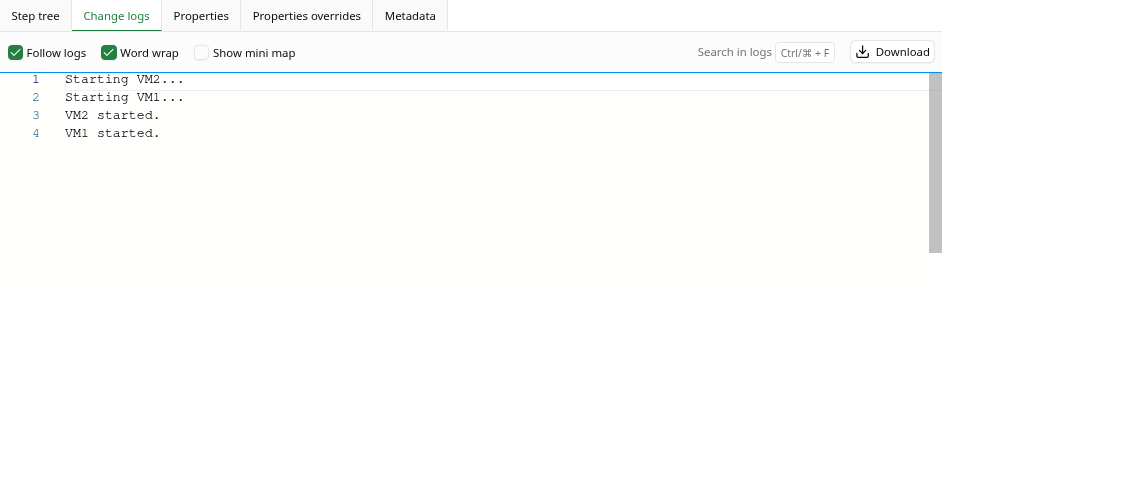 Step tree Change logs Properties Properties overrides Metadata
Follow logs Word wrap Show mini map Search in logs Ctrl/⌘ + F Download
1 Starting VM2...
2 Starting VM1...
3 VM2 started.
4 VM1 started.